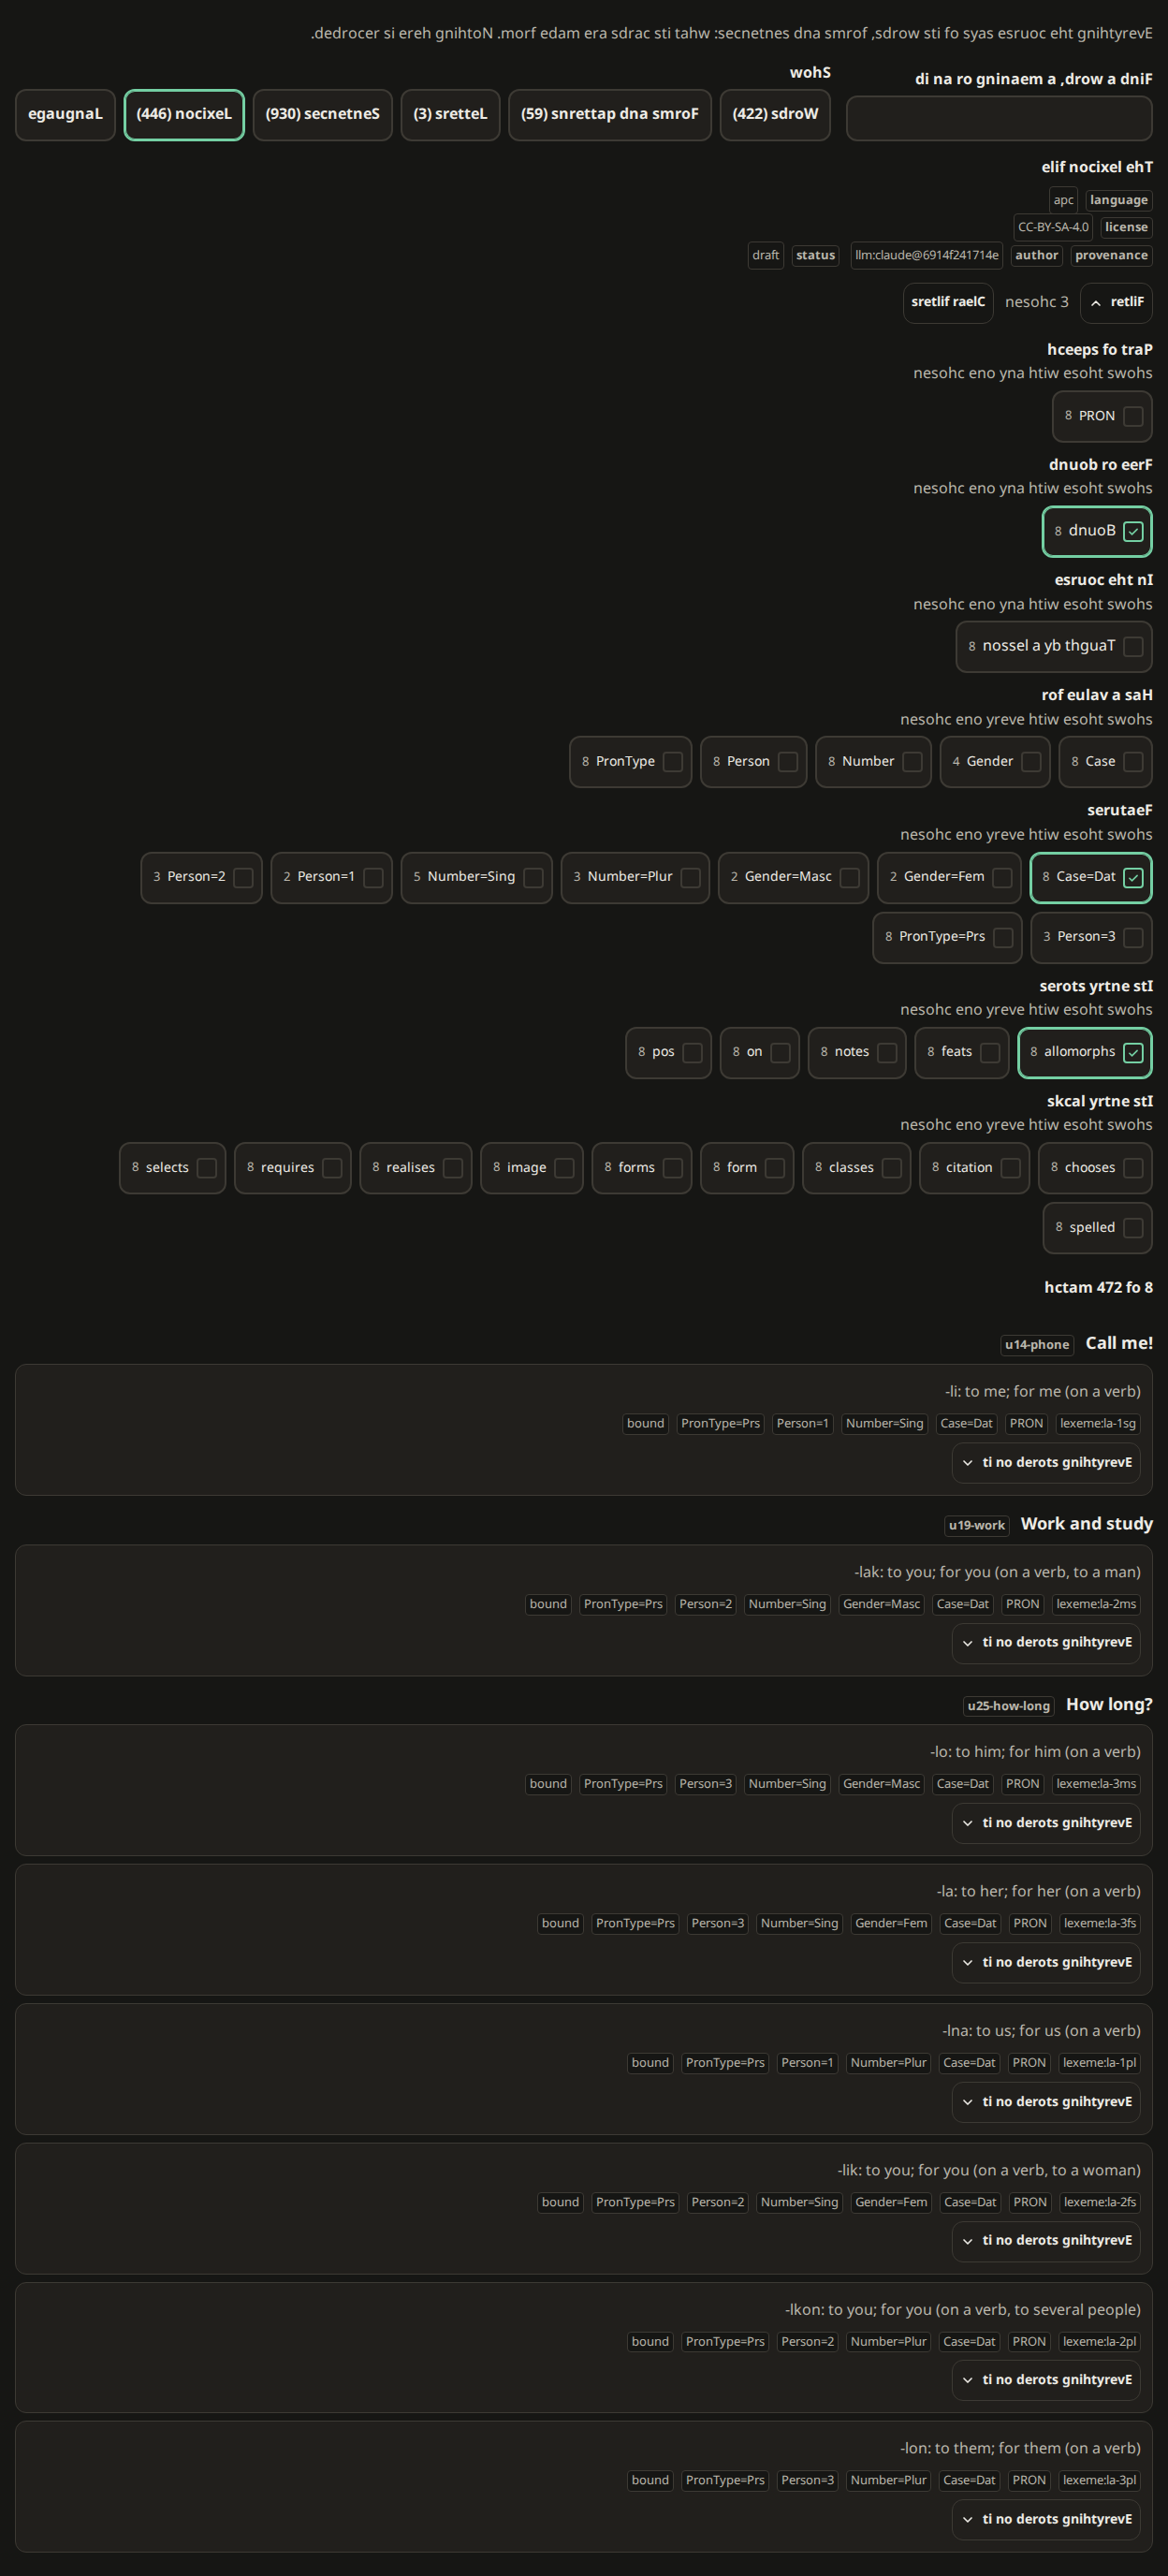 .dedrocer si ereh gnihtoN .morf edam era sdrac sti tahw :secnetnes dna smrof ,sdrow sti fo syas esruoc eht gnihtyrevE
di na ro gninaem a ,drow a dniF
wohS
(422) sdroW
(59) snrettap dna smroF
(3) sretteL
(930) secnetneS
(446) nocixeL
egaugnaL
elif nocixel ehT
language apc
license CC-BY-SA-4.0
provenance author llm:claude@6914f241714e status draft
retliF
nesohc 3
sretlif raelC
hceeps fo traP
nesohc eno yna htiw esoht swohS
PRON 8
dnuob ro eerF
nesohc eno yna htiw esoht swohS
dnuoB 8
esruoc eht nI
nesohc eno yna htiw esoht swohS
nossel a yb thguaT 8
rof eulav a saH
nesohc eno yreve htiw esoht swohS
Case 8
Gender 4
Number 8
Person 8
PronType 8
serutaeF
nesohc eno yreve htiw esoht swohS
Case=Dat 8
Gender=Fem 2
Gender=Masc 2
Number=Plur 3
Number=Sing 5
Person=1 2
Person=2 3
Person=3 3
PronType=Prs 8
serots yrtne stI
nesohc eno yreve htiw esoht swohS
allomorphs 8
feats 8
notes 8
on 8
pos 8
skcal yrtne stI
nesohc eno yreve htiw esoht swohS
chooses 8
citation 8
classes 8
form 8
forms 8
image 8
realises 8
requires 8
selects 8
spelled 8
hctam 472 fo 8
Call me! u14-phone
-li: to me; for me (on a verb)
lexeme:la-1sg PRON Case=Dat Number=Sing Person=1 PronType=Prs bound
ti no derots gnihtyrevE
Work and study u19-work
-lak: to you; for you (on a verb, to a man)
lexeme:la-2ms PRON Case=Dat Gender=Masc Number=Sing Person=2 PronType=Prs bound
ti no derots gnihtyrevE
How long? u25-how-long
-lo: to him; for him (on a verb)
lexeme:la-3ms PRON Case=Dat Gender=Masc Number=Sing Person=3 PronType=Prs bound
ti no derots gnihtyrevE
-la: to her; for her (on a verb)
lexeme:la-3fs PRON Case=Dat Gender=Fem Number=Sing Person=3 PronType=Prs bound
ti no derots gnihtyrevE
-lna: to us; for us (on a verb)
lexeme:la-1pl PRON Case=Dat Number=Plur Person=1 PronType=Prs bound
ti no derots gnihtyrevE
-lik: to you; for you (on a verb, to a woman)
lexeme:la-2fs PRON Case=Dat Gender=Fem Number=Sing Person=2 PronType=Prs bound
ti no derots gnihtyrevE
-lkon: to you; for you (on a verb, to several people)
lexeme:la-2pl PRON Case=Dat Number=Plur Person=2 PronType=Prs bound
ti no derots gnihtyrevE
-lon: to them; for them (on a verb)
lexeme:la-3pl PRON Case=Dat Number=Plur Person=3 PronType=Prs bound
ti no derots gnihtyrevE